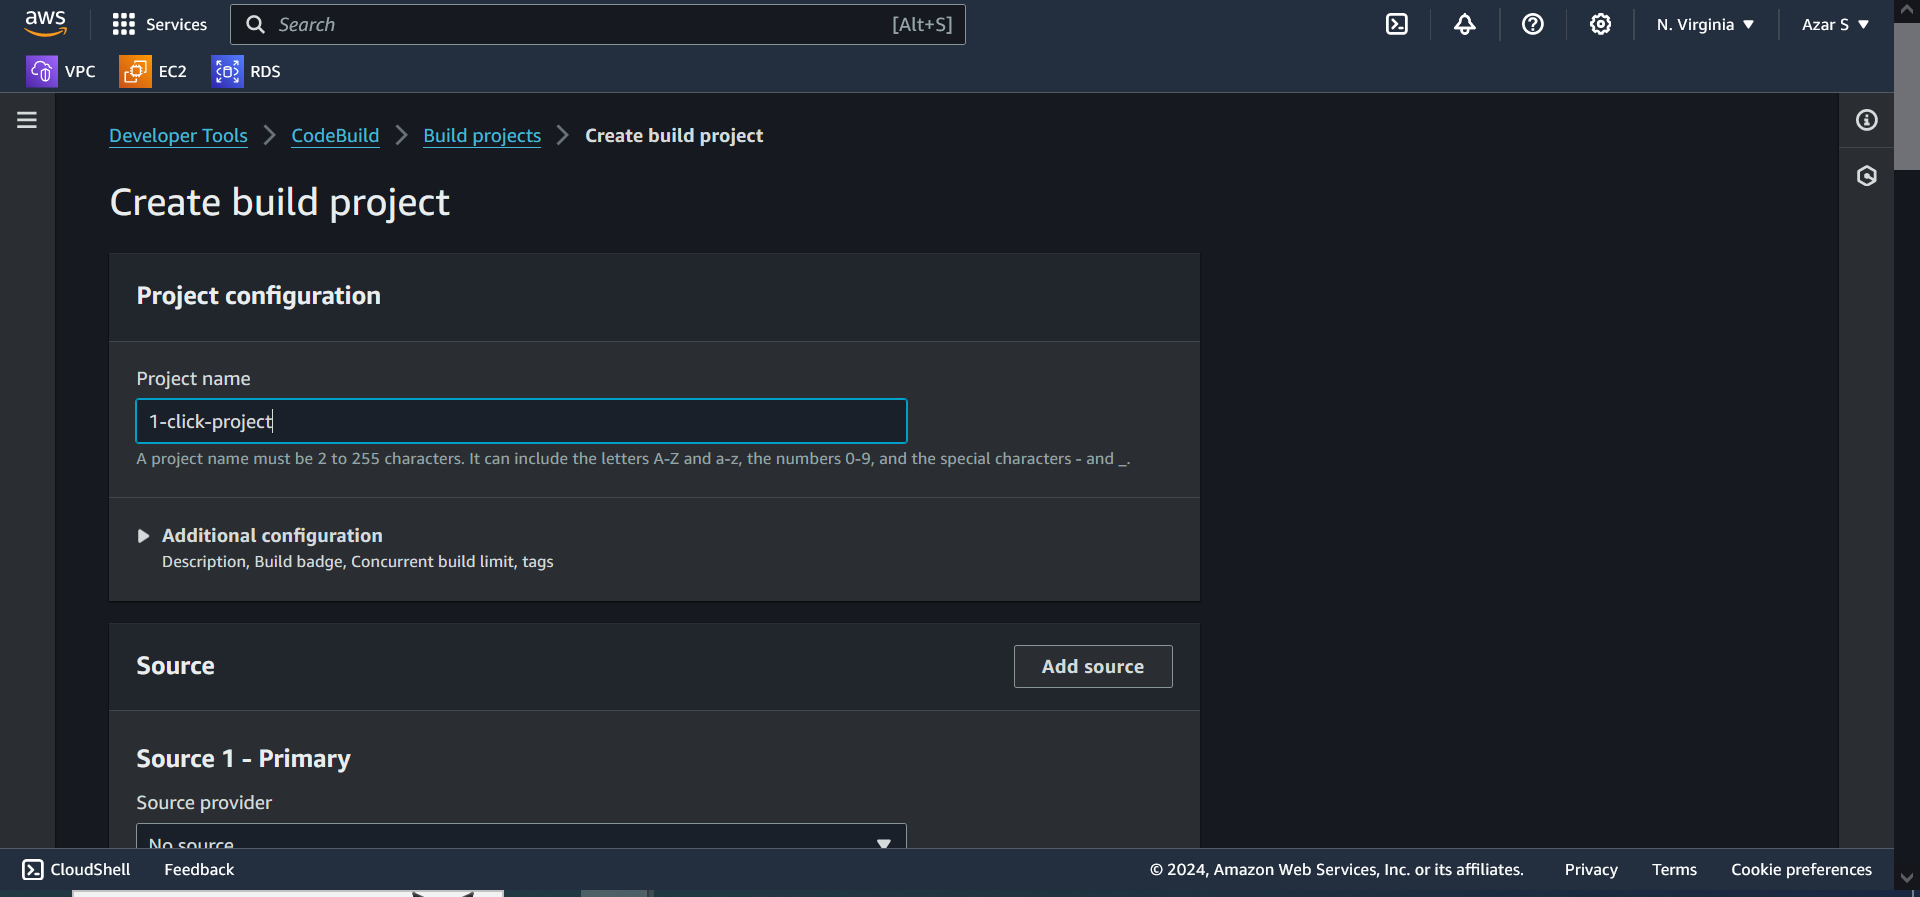 aws
Services
Search
[Alt+S]
N. Virginia
Azar S
VPC
EC2
RDS
Developer Tools
CodeBuild
Build projects
Create build project
Create build project
Project configuration
Project name
1-click-project
A project name must be 2 to 255 characters. It can include the letters A-Z and a-z, the numbers 0-9, and the special characters - and _.
Additional configuration
Description, Build badge, Concurrent build limit, tags
Source
Add source
Source 1 - Primary
Source provider
No source
CloudShell
Feedback
© 2024, Amazon Web Services, Inc. or its affiliates.
Privacy
Terms
Cookie preferences